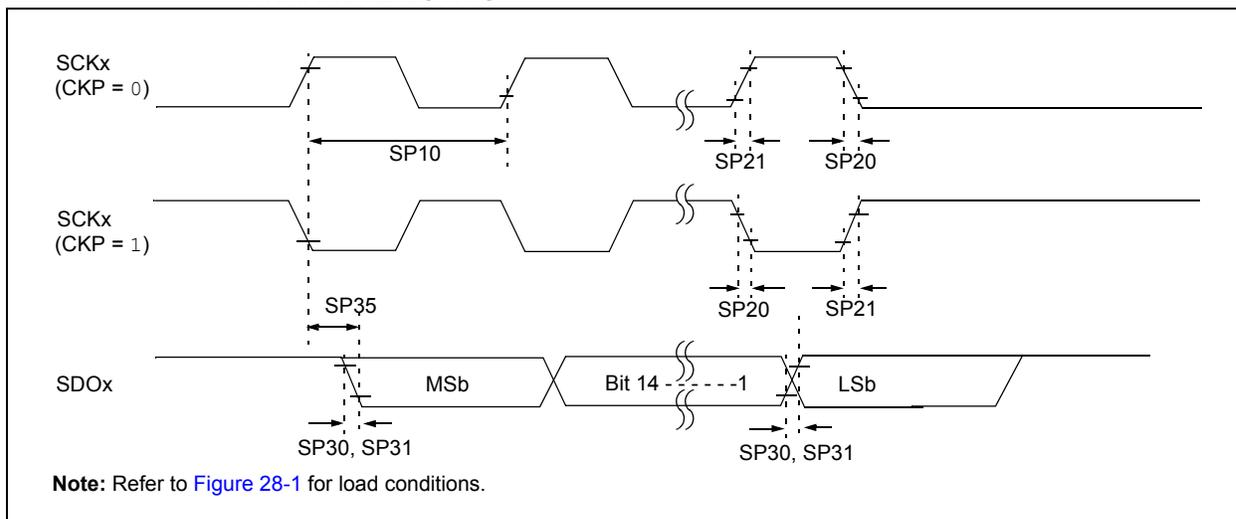 SCKx
(CKP = 0)
SP10
SP21
SP20
SCKx
(CKP = 1)
SP35
SP20
SP21
SDOx
MSb
Bit 14 - - - - - -1
LSb
SP30, SP31
SP30, SP31
Note: Refer to Figure 28-1 for load conditions.